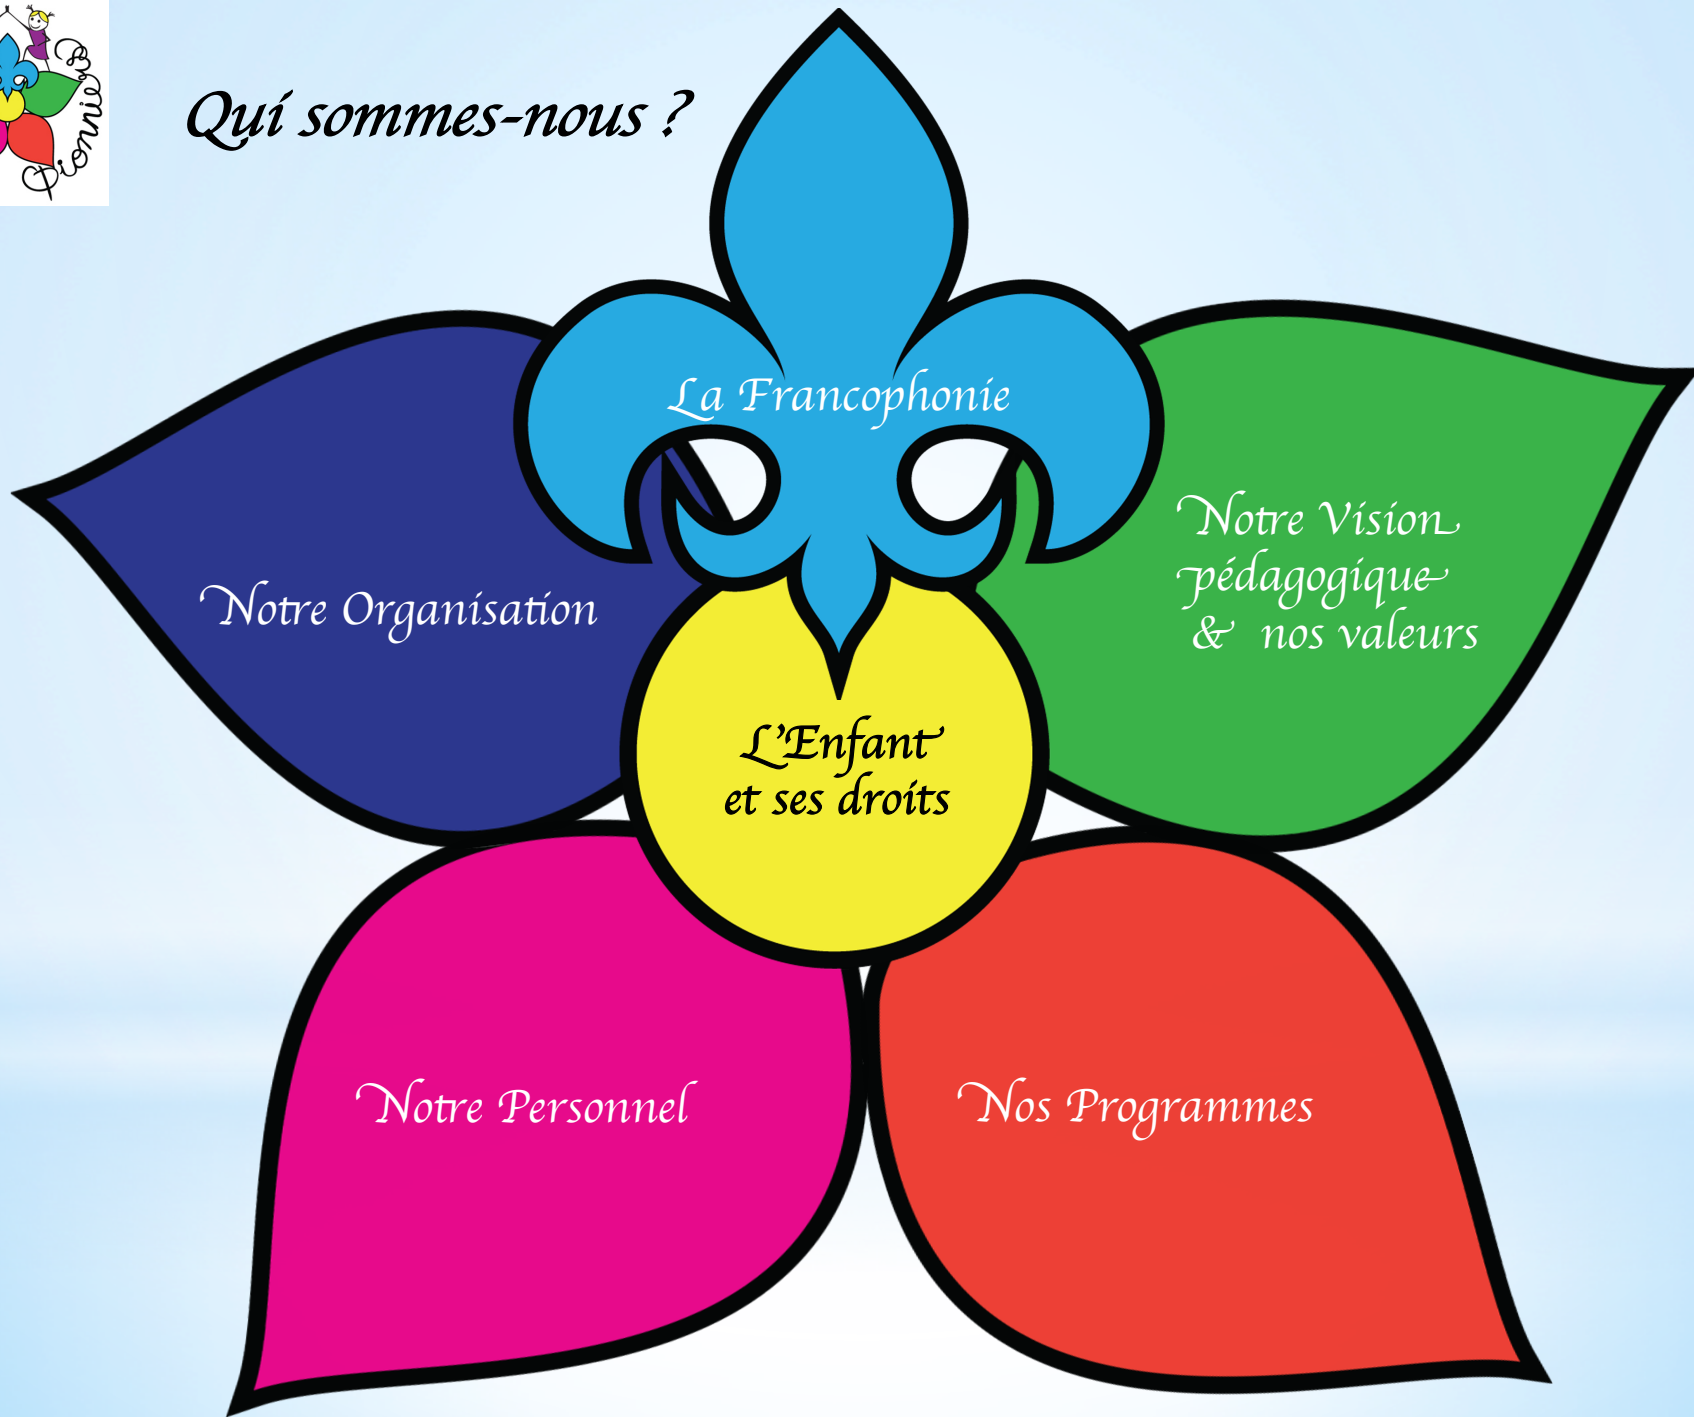 Qui sommes-nous ?
La Francophonie
Notre Organisation
Notre Vision
pédagogique
& nos valeurs
L'Enfant
et ses droits
Notre Personnel
Nos Programmes